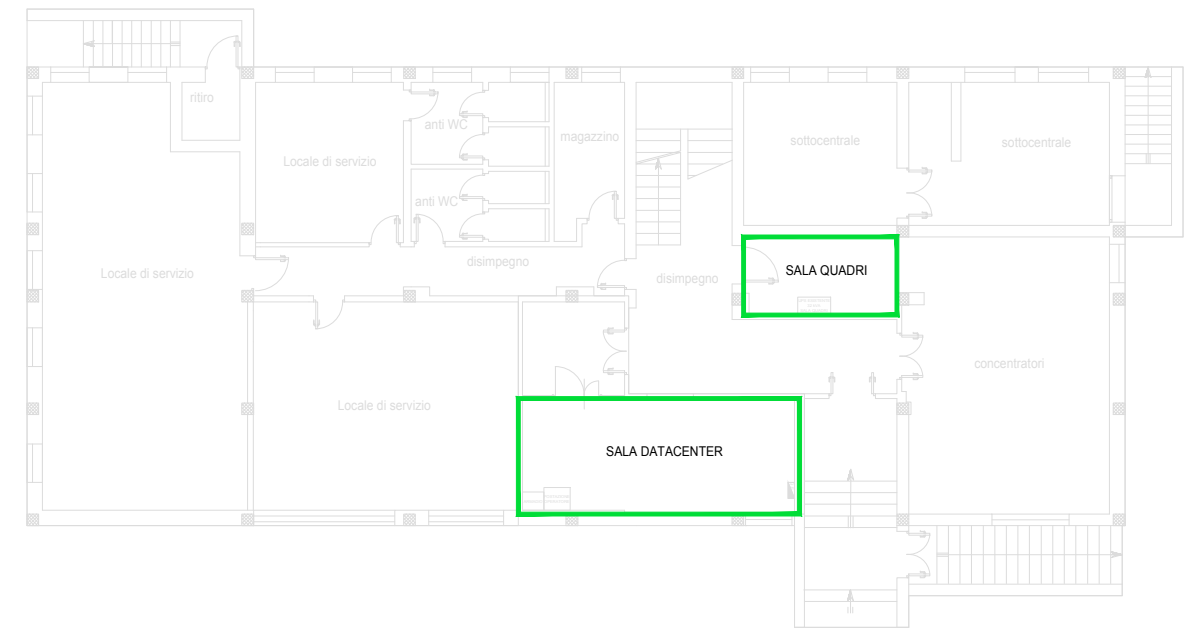 ritiro
anti WC
magazzino
Locale di servizio
sottocentrale
sottocentrale
anti WC
disimpegno
Locale di servizio
disimpegno
SALA QUADRI
concentratori
Locale di servizio
SALA DATACENTER